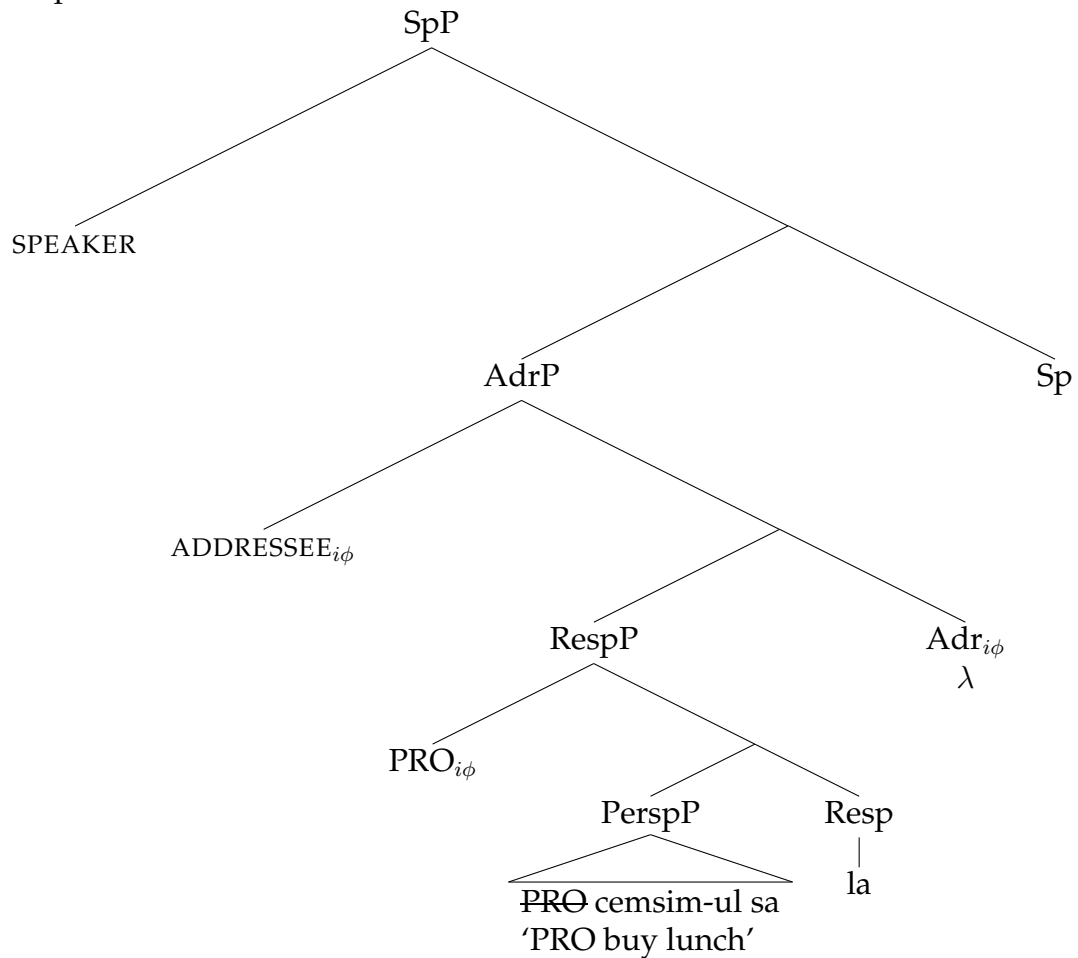 SpP
SPEAKER
AdrP
Sp
ADDRESSEEiϕ
RespP
Adriϕ
λ
PROiϕ
PerspP
Resp
la
PRO cemsim-ul sa
‘PRO buy lunch’